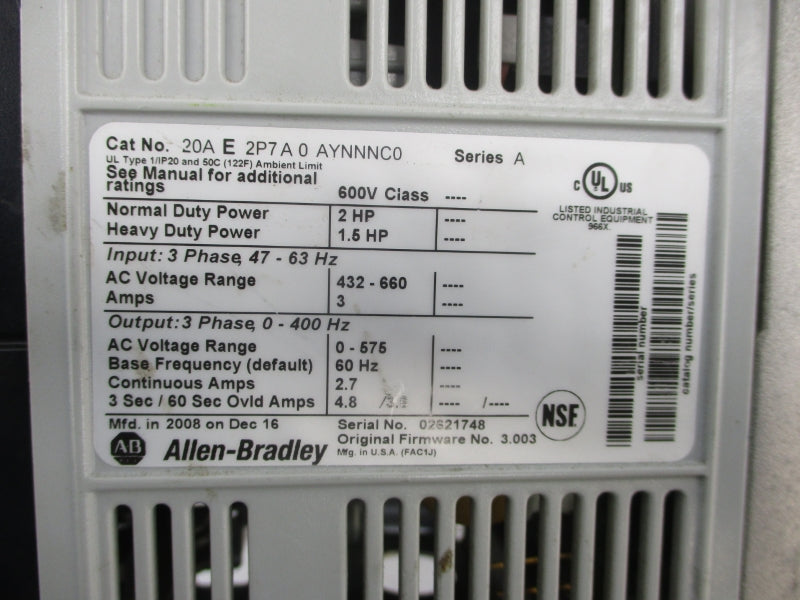 Cat No. 20A E 2P7 A 0 AYNNNC0 Series A
UL Type 1/IP20 and 50C (122F) Ambient Limit
See Manual for additional
ratings
600V Class ----
Normal Duty Power 2 HP ----
Heavy Duty Power 1.5 HP ----
Input: 3 Phase, 47 - 63 Hz
AC Voltage Range 432 - 660 ----
Amps 3 ----
Output: 3 Phase, 0 - 400 Hz
AC Voltage Range 0 - 575 ----
Base Frequency (default) 60 Hz ----
Continuous Amps 2.7 ----
3 Sec / 60 Sec Ovld Amps 4.8 ---- /----
Mfd. in 2008 on Dec 16 Serial No. 02621748
Original Firmware No. 3.003
Mfg. in U.S.A. (FAC1J)
AB Allen-Bradley
C UL US
LISTED INDUSTRIAL
CONTROL EQUIPMENT
966X
serial number
catalog number/series
NSF